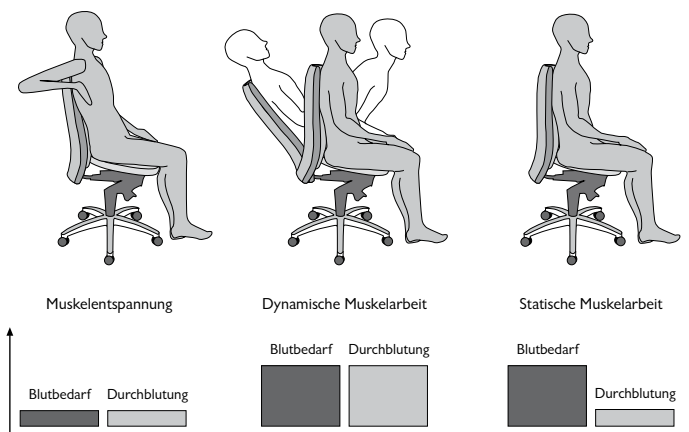 Muskelentspannung
Dynamische Muskelarbeit
Statische Muskelarbeit
Blutbedarf Durchblutung
Blutbedarf Durchblutung
Blutbedarf
Durchblutung